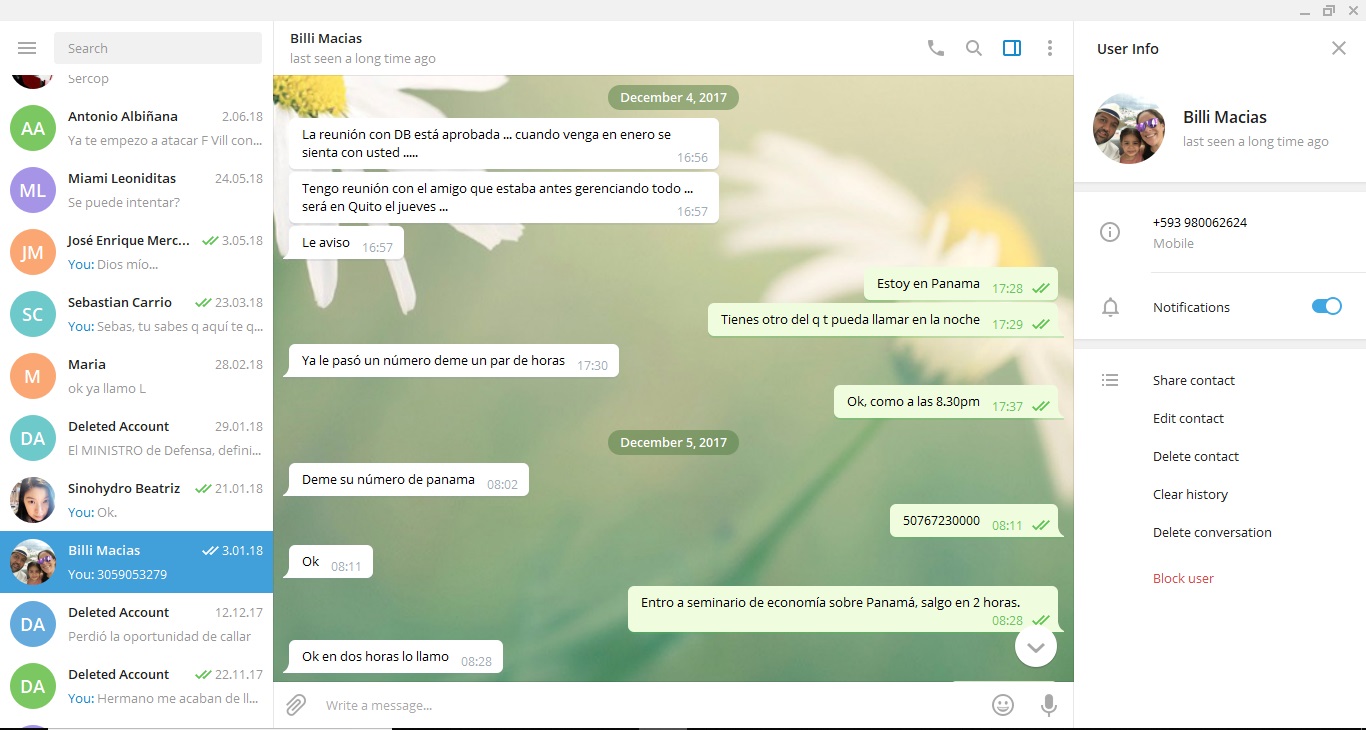 Search
Sercop
Antonio Albiñana 2.06.18
Ya te empezo a atacar F Vill con...
Miami Leoniditas 24.05.18
Se puede intentar?
José Enrique Merc... 3.05.18
You: Dios mío...
Sebastian Carrio 23.03.18
You: Sebas, tu sabes q aquí te q...
Maria 28.02.18
ok ya llamo L
Deleted Account 29.01.18
El MINISTRO de Defensa, defini...
Sinohydro Beatriz 21.01.18
You: Ok.
Billi Macias 3.01.18
You: 3059053279
Deleted Account 12.12.17
Perdió la oportunidad de callar
Deleted Account 22.11.17
You: Hermano me acaban de ll...
AA
ML
JM
SC
M
DA
DA
DA
Billi Macias
last seen a long time ago
December 4, 2017
La reunión con DB está aprobada ... cuando venga en enero se
sienta con usted .....
16:56
Tengo reunión con el amigo que estaba antes gerenciando todo ...
será en Quito el jueves ...
16:57
Le aviso 16:57
Estoy en Panama 17:28
Tienes otro del q t pueda llamar en la noche 17:29
Ya le pasó un número deme un par de horas 17:30
Ok, como a las 8.30pm 17:37
December 5, 2017
Deme su número de panama 08:02
50767230000 08:11
Ok 08:11
Entro a seminario de economía sobre Panamá, salgo en 2 horas.
08:28
Ok en dos horas lo llamo 08:28
Write a message...
User Info
Billi Macias
last seen a long time ago
+593 980062624
Mobile
Notifications
Share contact
Edit contact
Delete contact
Clear history
Delete conversation
Block user